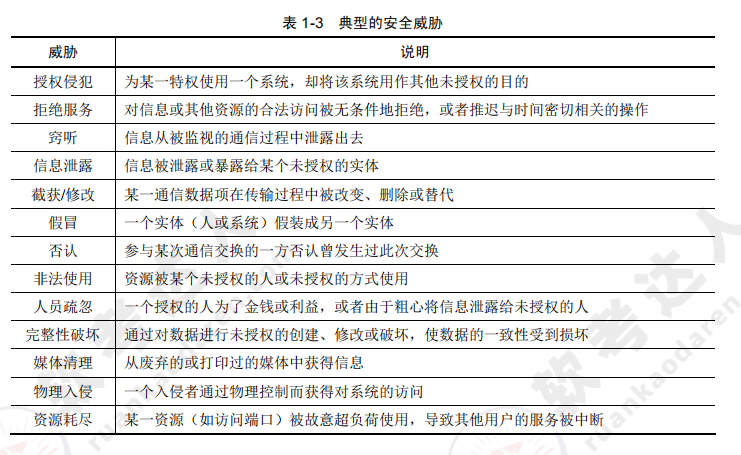 表 1-3 典型的安全威胁
威胁 说明
授权侵犯 为某一特权使用一个系统，却将该系统用作其他未授权的目的
拒绝服务 对信息或其他资源的合法访问被无条件地拒绝，或者推迟与时间密切相关的操作
窃听 信息从被监视的通信过程中泄露出去
信息泄露 信息被泄露或暴露给某个未授权的实体
截获/修改 某一通信数据项在传输过程中被改变、删除或替代
假冒 一个实体（人或系统）假装成另一个实体
否认 参与某次通信交换的一方否认曾发生过此次交换
非法使用 资源被某个未授权的人或未授权的方式使用
人员疏忽 一个授权的人为了金钱或利益，或者由于粗心将信息泄露给未授权的人
完整性破坏 通过对数据进行未授权的创建、修改或破坏，使数据的一致性受到损坏
媒体清理 从废弃的或打印过的媒体中获得信息
物理入侵 一个入侵者通过物理控制而获得对系统的访问
资源耗尽 某一资源（如访问端口）被故意超负荷使用，导致其他用户的服务被中断
软考达人
ruankaodaren
软考达人
ruankaodaren